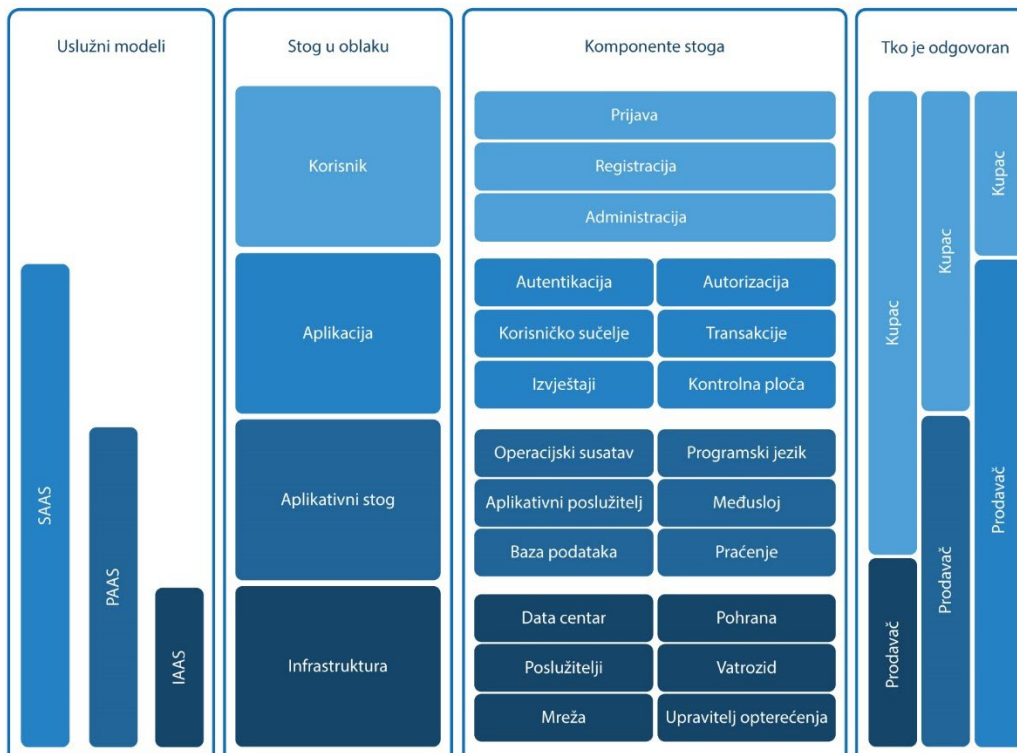 Uslužni modeli
Stog u oblaku
Komponente stoga
Tko je odgovoran
SAAS
PAAS
IAAS
Korisnik
Aplikacija
Aplikativni stog
Infrastruktura
Prijava
Registracija
Administracija
Autentikacija
Autorizacija
Korisničko sučelje
Transakcije
Izvještaji
Kontrolna ploča
Operacijski susatav
Programski jezik
Aplikativni poslužitelj
Međusloj
Baza podataka
Praćenje
Data centar
Pohrana
Poslužitelji
Vatrozid
Mreža
Upravitelj opterećenja
Kupac
Prodavač
Kupac
Prodavač
Kupac
Prodavač